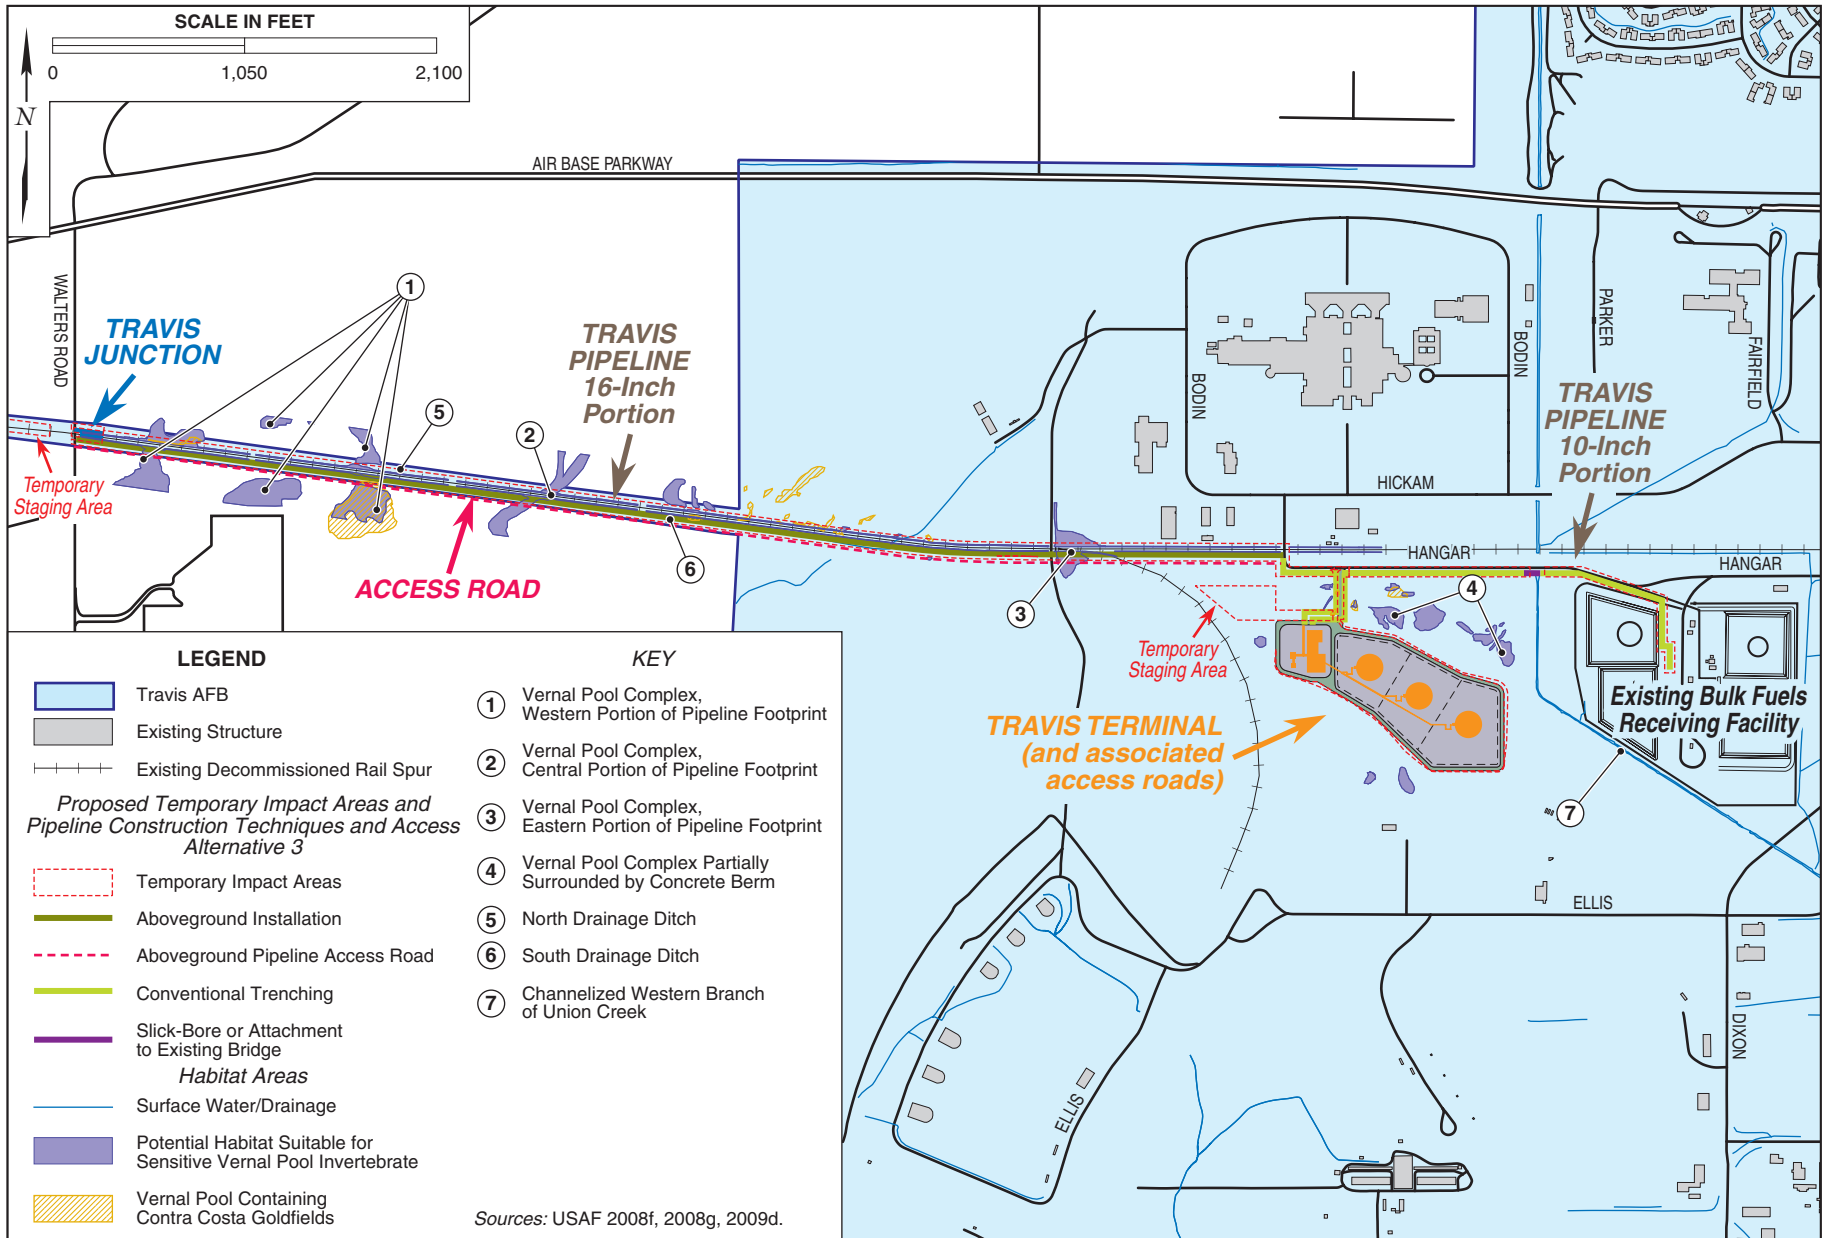 SCALE IN FEET
0 1,050 2,100
N
AIR BASE PARKWAY
WALTERS ROAD
1
TRAVIS
JUNCTION
5
2
TRAVIS
PIPELINE
16-Inch
Portion
Temporary
Staging Area
ACCESS ROAD
6
3
BODIN
BODIN
PARKER
FAIRFIELD
HICKAM
TRAVIS
PIPELINE
10-Inch
Portion
HANGAR
HANGAR
4
Temporary
Staging Area
TRAVIS TERMINAL
(and associated
access roads)
Existing Bulk Fuels
Receiving Facility
7
ELLIS
ELLIS
DIXON
LEGEND
Travis AFB
Existing Structure
Existing Decommissioned Rail Spur
Proposed Temporary Impact Areas and
Pipeline Construction Techniques and Access
Alternative 3
Temporary Impact Areas
Aboveground Installation
Aboveground Pipeline Access Road
Conventional Trenching
Slick-Bore or Attachment
to Existing Bridge
Habitat Areas
Surface Water/Drainage
Potential Habitat Suitable for
Sensitive Vernal Pool Invertebrate
Vernal Pool Containing
Contra Costa Goldfields
KEY
1 Vernal Pool Complex,
Western Portion of Pipeline Footprint
2 Vernal Pool Complex,
Central Portion of Pipeline Footprint
3 Vernal Pool Complex,
Eastern Portion of Pipeline Footprint
4 Vernal Pool Complex Partially
Surrounded by Concrete Berm
5 North Drainage Ditch
6 South Drainage Ditch
7 Channelized Western Branch
of Union Creek
Sources: USAF 2008f, 2008g, 2009d.